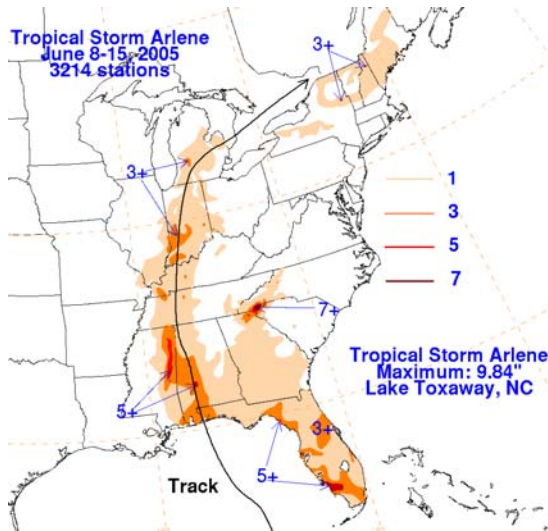 Tropical Storm Arlene
June 8-15, 2005
3214 stations
3+
3+
1
3
5
7
7+
Tropical Storm Arlene
Maximum: 9.84"
Lake Toxaway, NC
5+
3+
5+
Track